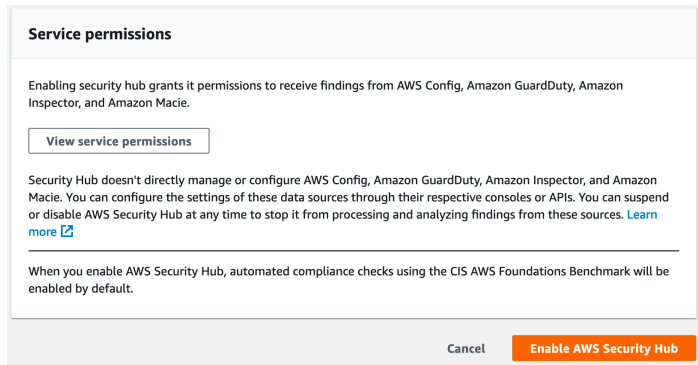 Service permissions
Enabling security hub grants it permissions to receive findings from AWS Config, Amazon GuardDuty, Amazon
Inspector, and Amazon Macie.
View service permissions
Security Hub doesn't directly manage or configure AWS Config, Amazon GuardDuty, Amazon Inspector, and Amazon
Macie. You can configure the settings of these data sources through their respective consoles or APIs. You can suspend
or disable AWS Security Hub at any time to stop it from processing and analyzing findings from these sources. Learn
more
When you enable AWS Security Hub, automated compliance checks using the CIS AWS Foundations Benchmark will be
enabled by default.
Cancel Enable AWS Security Hub